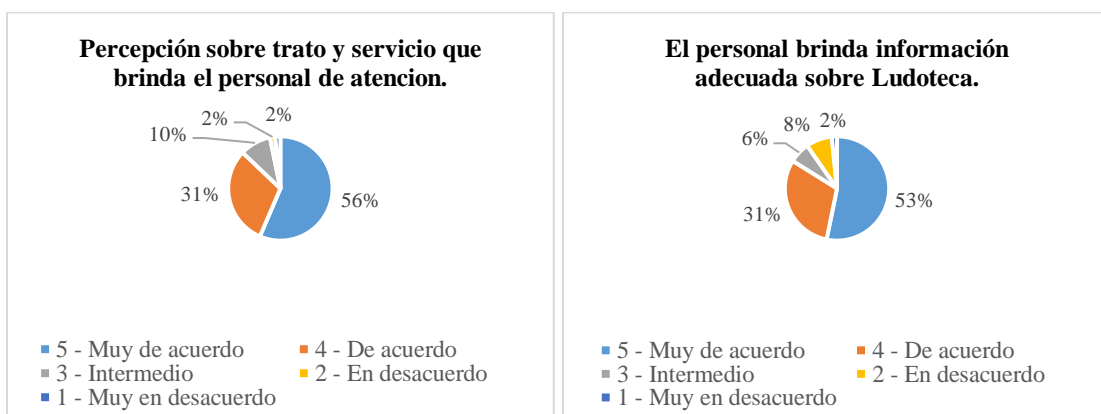 Percepción sobre trato y servicio que
brinda el personal de atencion.
2%
2%
10%
31%
56%
5 - Muy de acuerdo
4 - De acuerdo
3 - Intermedio
2 - En desacuerdo
1 - Muy en desacuerdo
El personal brinda información
adecuada sobre Ludoteca.
8%
2%
6%
31%
53%
5 - Muy de acuerdo
4 - De acuerdo
3 - Intermedio
2 - En desacuerdo
1 - Muy en desacuerdo